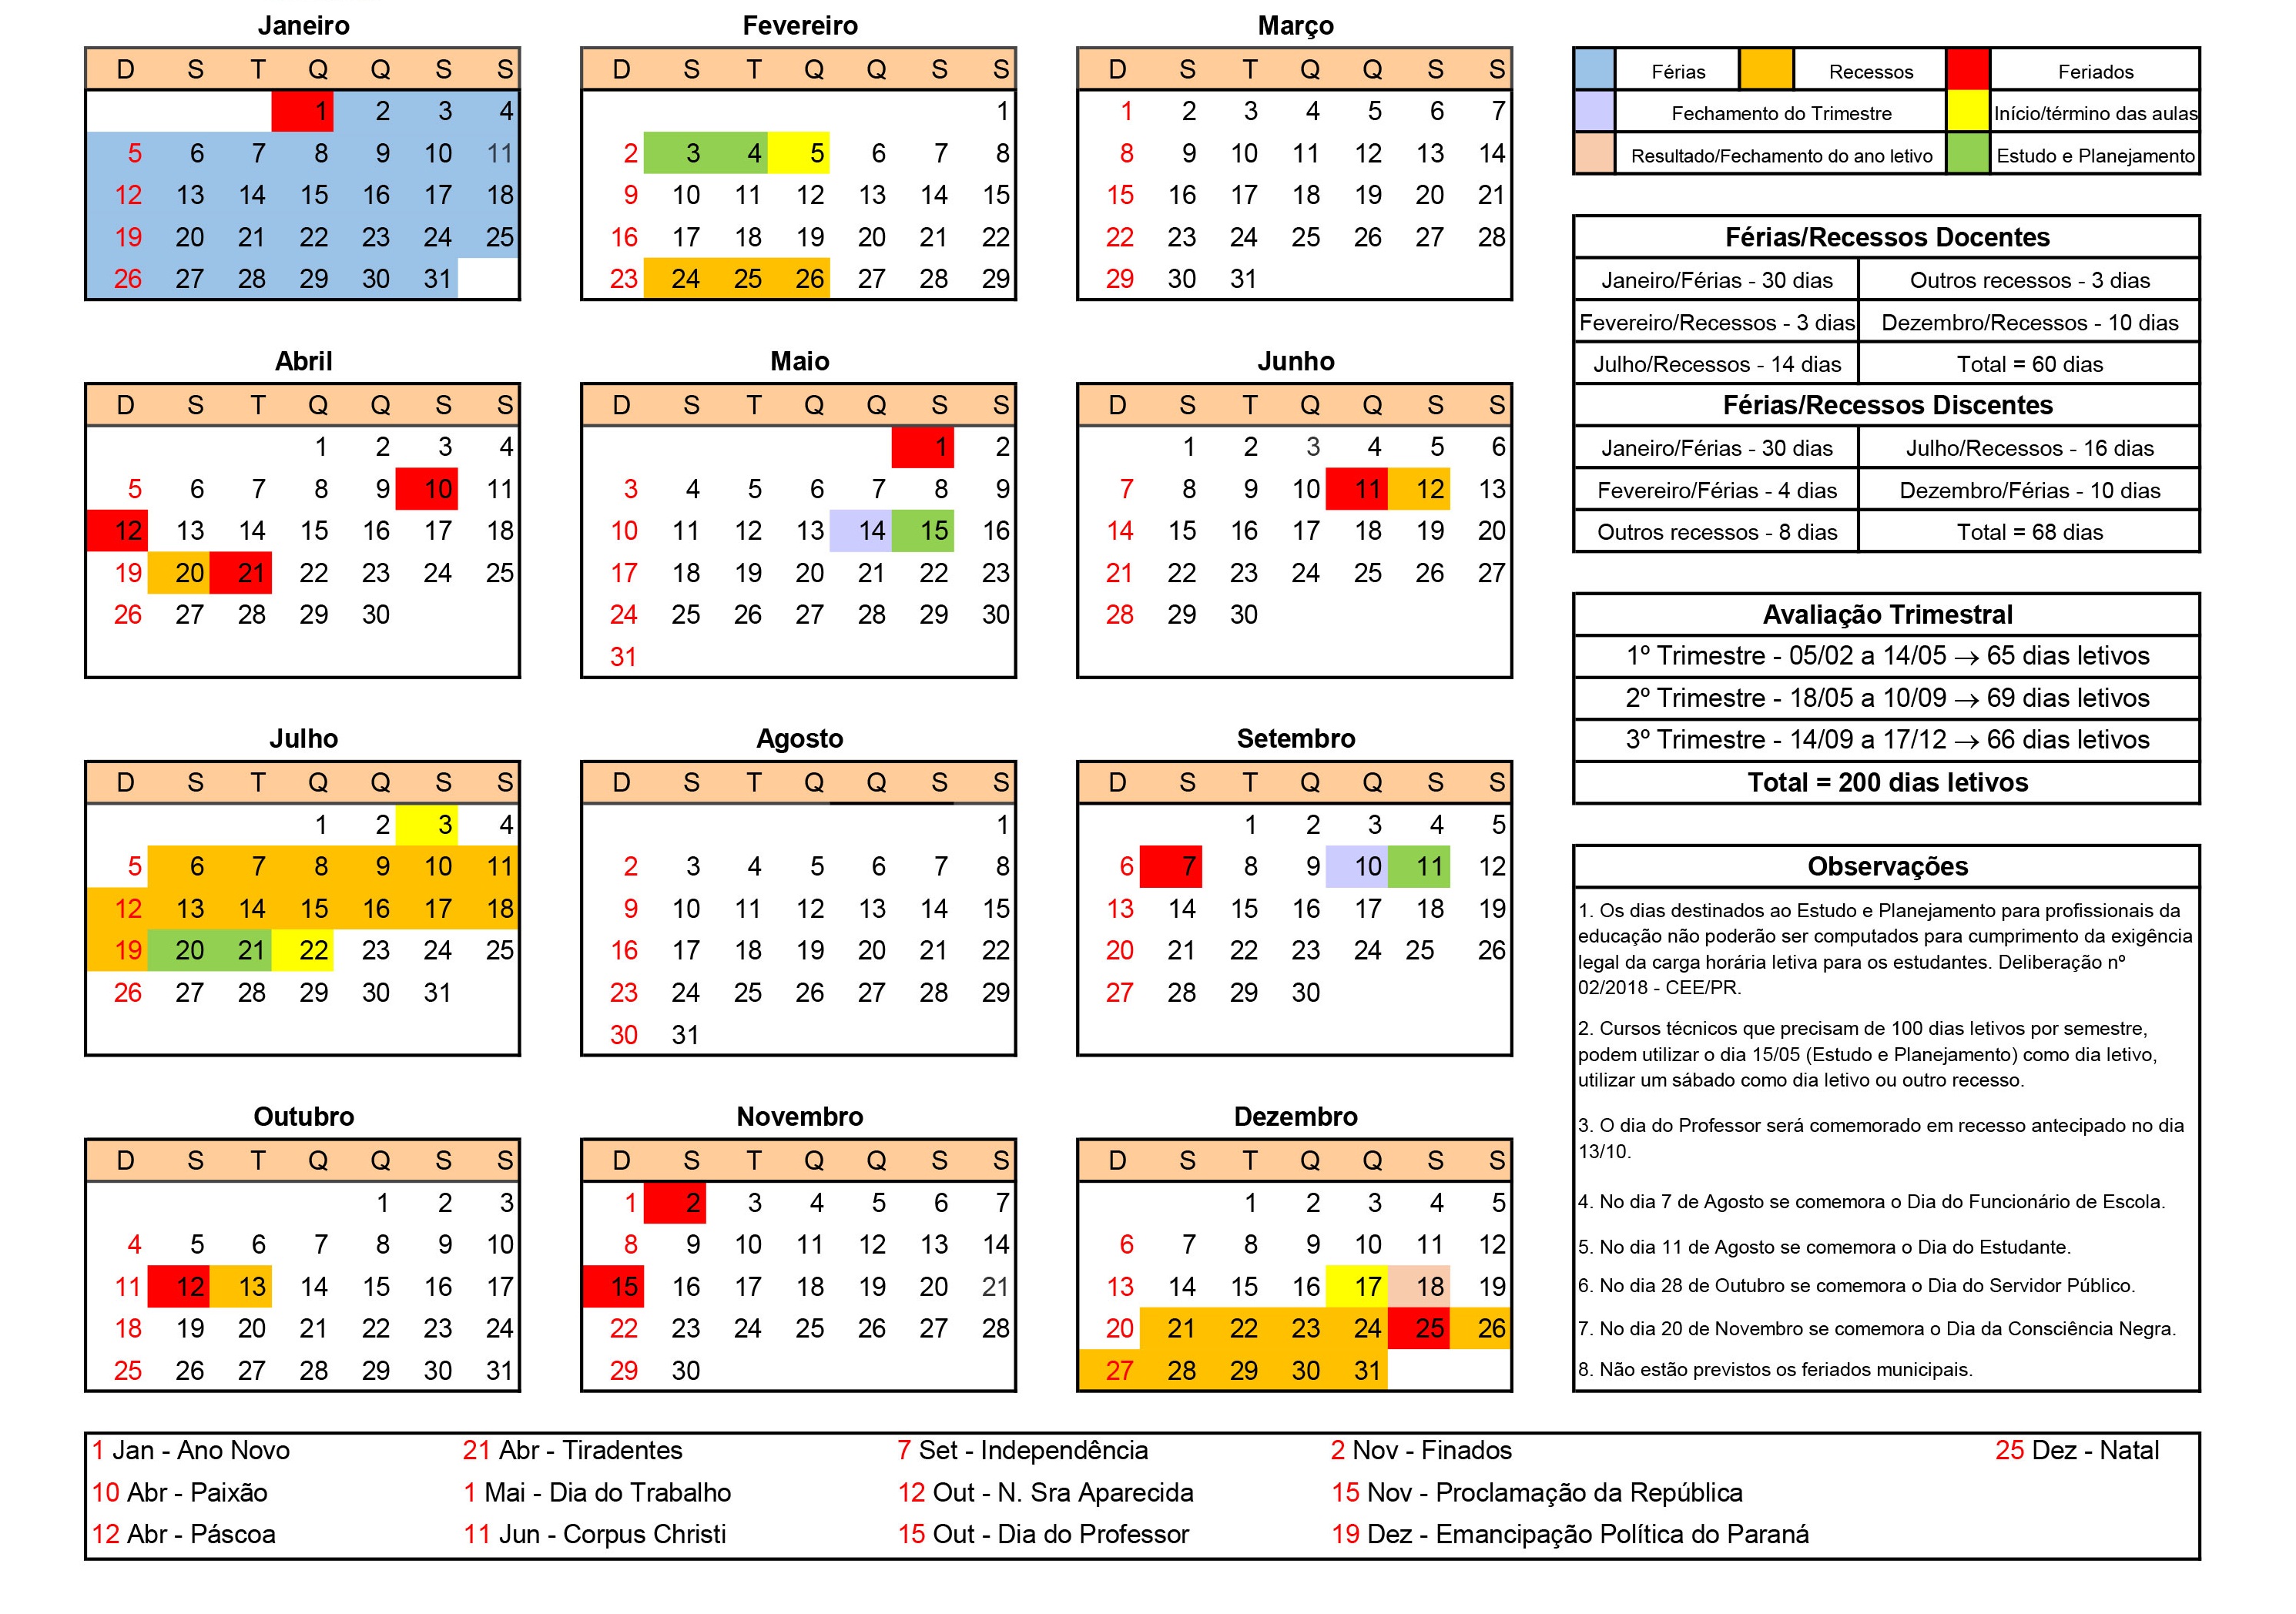 Janeiro
D S T Q Q S S
1 2 3 4
5 6 7 8 9 10 11
12 13 14 15 16 17 18
19 20 21 22 23 24 25
26 27 28 29 30 31
Fevereiro
D S T Q Q S S
1
2 3 4 5 6 7 8
9 10 11 12 13 14 15
16 17 18 19 20 21 22
23 24 25 26 27 28 29
Março
D S T Q Q S S
1 2 3 4 5 6 7
8 9 10 11 12 13 14
15 16 17 18 19 20 21
22 23 24 25 26 27 28
29 30 31
Abril
D S T Q Q S S
1 2 3 4
5 6 7 8 9 10 11
12 13 14 15 16 17 18
19 20 21 22 23 24 25
26 27 28 29 30
Maio
D S T Q Q S S
1 2
3 4 5 6 7 8 9
10 11 12 13 14 15 16
17 18 19 20 21 22 23
24 25 26 27 28 29 30
31
Junho
D S T Q Q S S
1 2 3 4 5 6
7 8 9 10 11 12 13
14 15 16 17 18 19 20
21 22 23 24 25 26 27
28 29 30
Julho
D S T Q Q S S
1 2 3 4
5 6 7 8 9 10 11
12 13 14 15 16 17 18
19 20 21 22 23 24 25
26 27 28 29 30 31
Agosto
D S T Q Q S S
1
2 3 4 5 6 7 8
9 10 11 12 13 14 15
16 17 18 19 20 21 22
23 24 25 26 27 28 29
30 31
Setembro
D S T Q Q S S
1 2 3 4 5
6 7 8 9 10 11 12
13 14 15 16 17 18 19
20 21 22 23 24 25 26
27 28 29 30
Outubro
D S T Q Q S S
1 2 3
4 5 6 7 8 9 10
11 12 13 14 15 16 17
18 19 20 21 22 23 24
25 26 27 28 29 30 31
Novembro
D S T Q Q S S
1 2 3 4 5 6 7
8 9 10 11 12 13 14
15 16 17 18 19 20 21
22 23 24 25 26 27 28
29 30
Dezembro
D S T Q Q S S
1 2 3 4 5
6 7 8 9 10 11 12
13 14 15 16 17 18 19
20 21 22 23 24 25 26
27 28 29 30 31
Férias Recessos Feriados
Fechamento do Trimestre Início/término das aulas
Resultado/Fechamento do ano letivo Estudo e Planejamento
Férias/Recessos Docentes
Janeiro/Férias - 30 dias Outros recessos - 3 dias
Fevereiro/Recessos - 3 dias Dezembro/Recessos - 10 dias
Julho/Recessos - 14 dias Total = 60 dias
Férias/Recessos Discentes
Janeiro/Férias - 30 dias Julho/Recessos - 16 dias
Fevereiro/Férias - 4 dias Dezembro/Férias - 10 dias
Outros recessos - 8 dias Total = 68 dias
Avaliação Trimestral
1º Trimestre - 05/02 a 14/05 → 65 dias letivos
2º Trimestre - 18/05 a 10/09 → 69 dias letivos
3º Trimestre - 14/09 a 17/12 → 66 dias letivos
Total = 200 dias letivos
Observações
1. Os dias destinados ao Estudo e Planejamento para profissionais da
educação não poderão ser computados para cumprimento da exigência
legal da carga horária letiva para os estudantes. Deliberação nº
02/2018 - CEE/PR.
2. Cursos técnicos que precisam de 100 dias letivos por semestre,
podem utilizar o dia 15/05 (Estudo e Planejamento) como dia letivo,
utilizar um sábado como dia letivo ou outro recesso.
3. O dia do Professor será comemorado em recesso antecipado no dia
13/10.
4. No dia 7 de Agosto se comemora o Dia do Funcionário de Escola.
5. No dia 11 de Agosto se comemora o Dia do Estudante.
6. No dia 28 de Outubro se comemora o Dia do Servidor Público.
7. No dia 20 de Novembro se comemora o Dia da Consciência Negra.
8. Não estão previstos os feriados municipais.
1 Jan - Ano Novo 21 Abr - Tiradentes 7 Set - Independência 2 Nov - Finados 25 Dez - Natal
10 Abr - Paixão 1 Mai - Dia do Trabalho 12 Out - N. Sra Aparecida 15 Nov - Proclamação da República
12 Abr - Páscoa 11 Jun - Corpus Christi 15 Out - Dia do Professor 19 Dez - Emancipação Política do Paraná